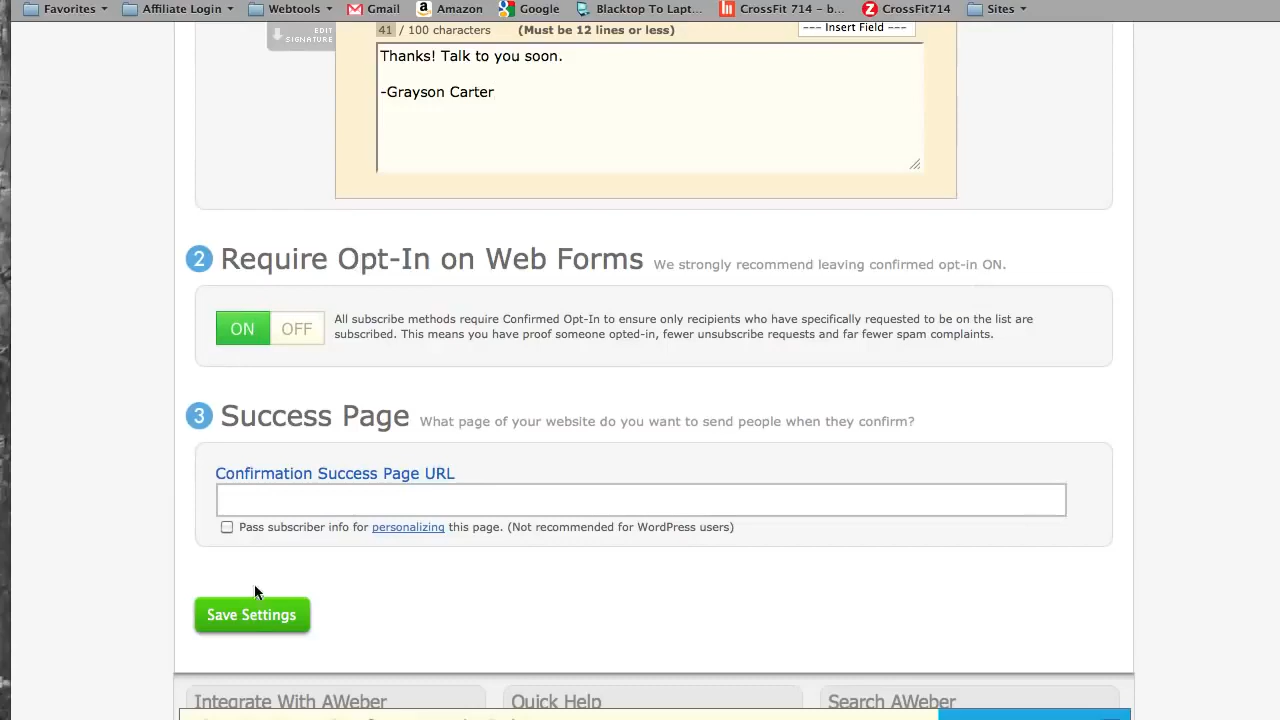 Favorites Affiliate Login Webtools Gmail Amazon Google Blacktop To Lapt... CrossFit 714 – b... CrossFit714 Sites
EDIT SIGNATURE
41 / 100 characters (Must be 12 lines or less) --- Insert Field ---
Thanks! Talk to you soon.
-Grayson Carter
2 Require Opt-In on Web Forms We strongly recommend leaving confirmed opt-in ON.
ON OFF
All subscribe methods require Confirmed Opt-In to ensure only recipients who have specifically requested to be on the list are
subscribed. This means you have proof someone opted-in, fewer unsubscribe requests and far fewer spam complaints.
3 Success Page What page of your website do you want to send people when they confirm?
Confirmation Success Page URL
Pass subscriber info for personalizing this page. (Not recommended for WordPress users)
Save Settings
Integrate With AWeber Quick Help Search AWeber